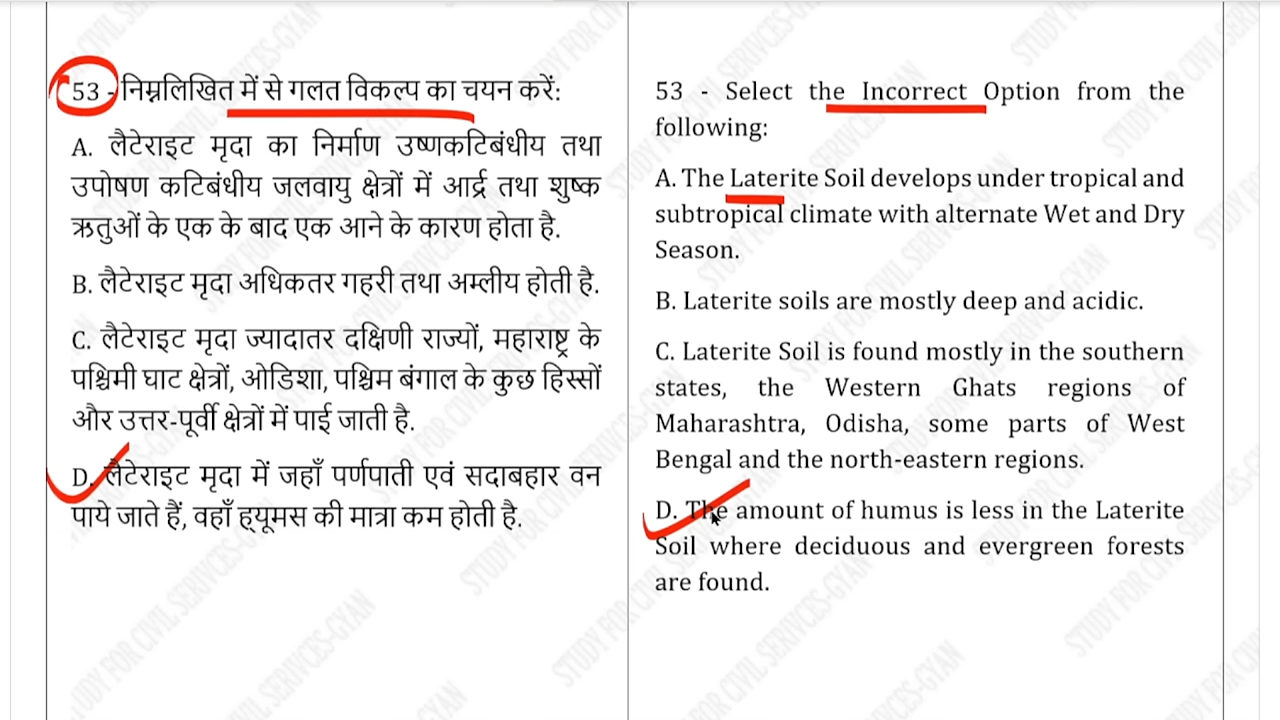 53 - निम्नलिखित में से गलत विकल्प का चयन करें:
A. लैटेराइट मृदा का निर्माण उष्णकटिबंधीय तथा
उपोषण कटिबंधीय जलवायु क्षेत्रों में आर्द्र तथा शुष्क
ऋतुओं के एक के बाद एक आने के कारण होता है.
B. लैटेराइट मृदा अधिकतर गहरी तथा अम्लीय होती है.
C. लैटेराइट मृदा ज्यादातर दक्षिणी राज्यों, महाराष्ट्र के
पश्चिमी घाट क्षेत्रों, ओडिशा, पश्चिम बंगाल के कुछ हिस्सों
और उत्तर-पूर्वी क्षेत्रों में पाई जाती है.
D. लैटेराइट मृदा में जहाँ पर्णपाती एवं सदाबहार वन
पाये जाते हैं, वहाँ ह्यूमस की मात्रा कम होती है.
53 - Select the Incorrect Option from the
following:
A. The Laterite Soil develops under tropical and
subtropical climate with alternate Wet and Dry
Season.
B. Laterite soils are mostly deep and acidic.
C. Laterite Soil is found mostly in the southern
states, the Western Ghats regions of
Maharashtra, Odisha, some parts of West
Bengal and the north-eastern regions.
D. The amount of humus is less in the Laterite
Soil where deciduous and evergreen forests
are found.
STUDY FOR CIVIL SERIVCES-GYAN